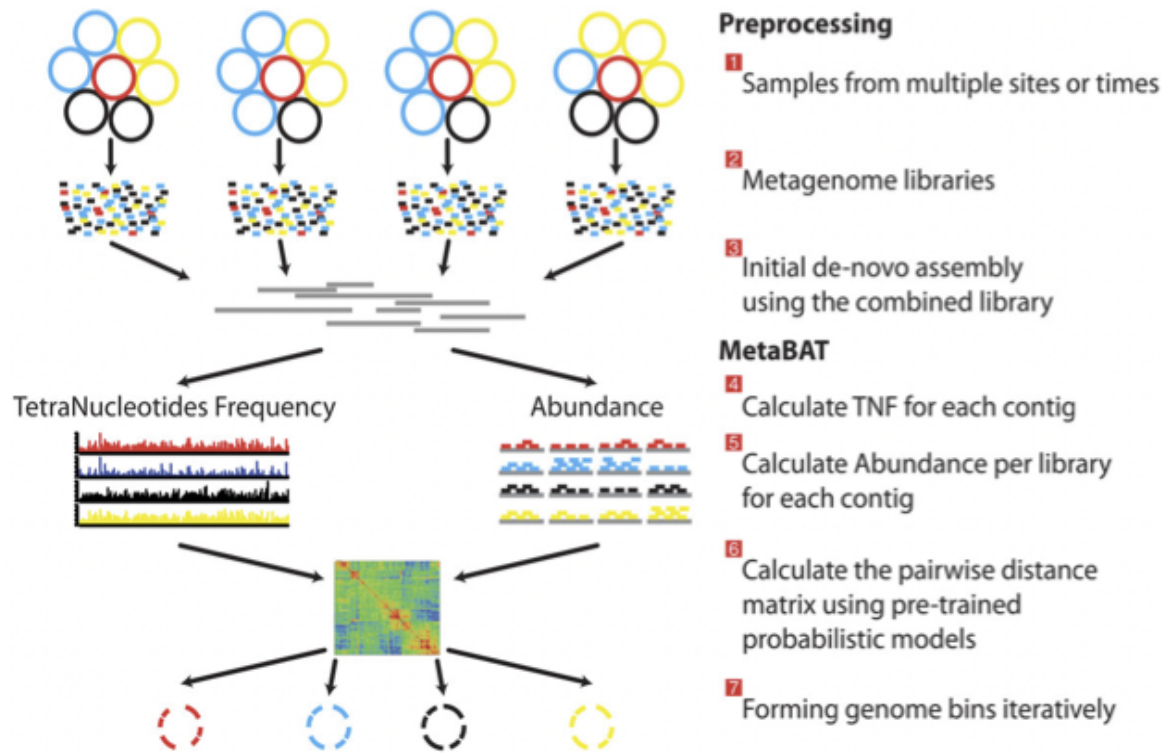 Preprocessing
1
Samples from multiple sites or times
2
Metagenome libraries
3
Initial de-novo assembly
using the combined library
MetaBAT
TetraNucleotides Frequency
Abundance
4
Calculate TNF for each contig
5
Calculate Abundance per library
for each contig
6
Calculate the pairwise distance
matrix using pre-trained
probabilistic models
7
Forming genome bins iteratively